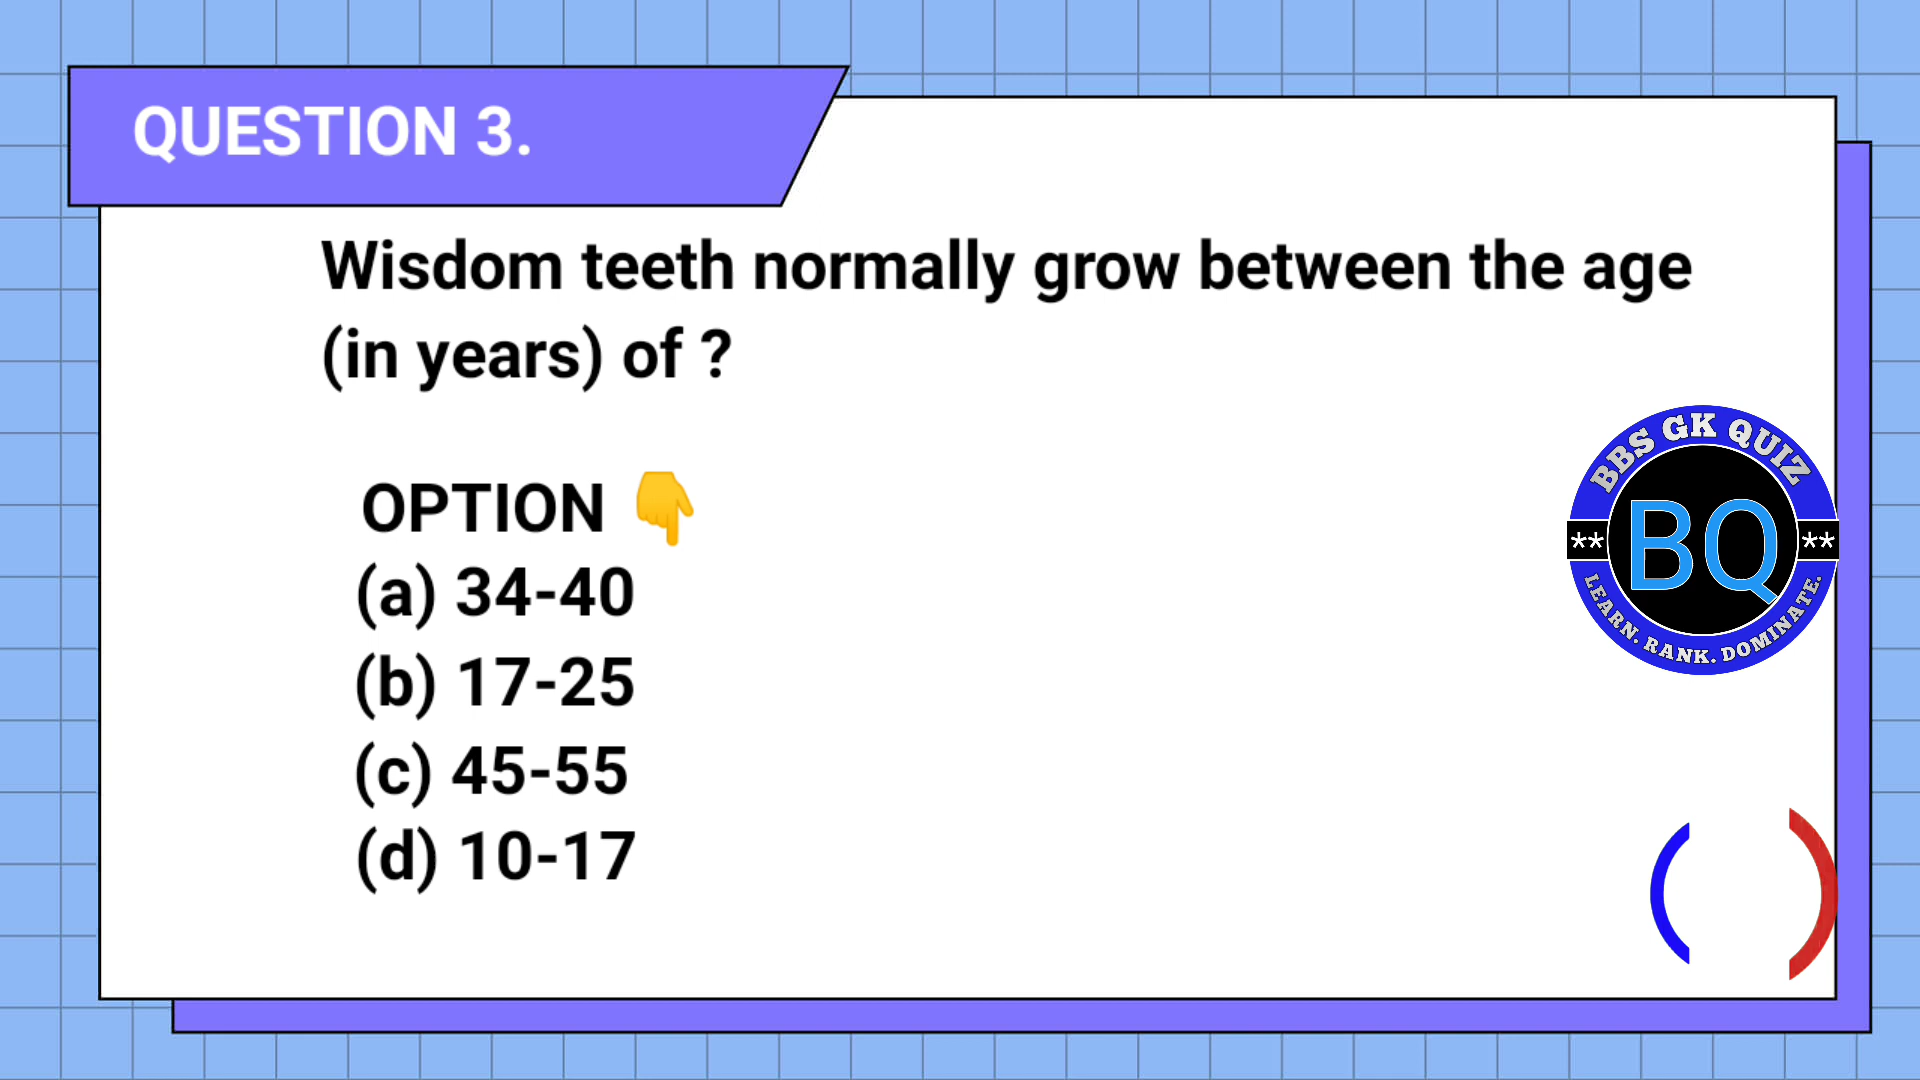 QUESTION 3.
Wisdom teeth normally grow between the age
(in years) of ?
OPTION 👇
(a) 34-40
(b) 17-25
(c) 45-55
(d) 10-17
BBS GK QUIZ
** BQ **
LEARN. RANK. DOMINATE.